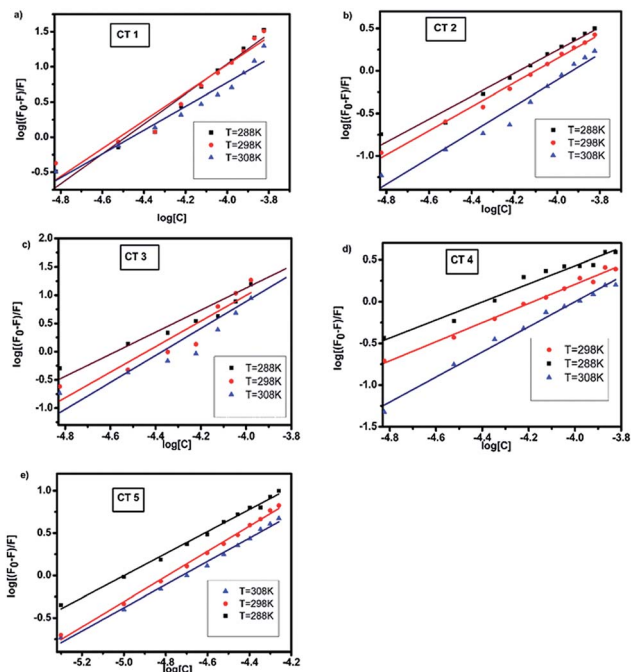 a)
CT 1
log[(F0-F)/F]
1.5
1.0
0.5
0.0
-0.5
-4.8 -4.6 -4.4 -4.2 -4.0 -3.8
log[C]
T=288K
T=298K
T=308K
b)
CT 2
log[(F0-F)/F]
0.5
0.0
-0.5
-1.0
-4.8 -4.6 -4.4 -4.2 -4.0 -3.8
log[C]
T=288K
T=298K
T=308K
c)
CT 3
log[(F0-F)/F]
2.0
1.5
1.0
0.5
0.0
-0.5
-1.0
-4.8 -4.6 -4.4 -4.2 -4.0 -3.8
log[C]
T=288K
T=298K
T=308K
d)
CT 4
log[(F0-F)/F]
0.5
0.0
-0.5
-1.0
-1.5
-4.8 -4.6 -4.4 -4.2 -4.0 -3.8
log[C]
T=298K
T=288K
T=308K
e)
CT 5
log[(F0-F)/F]
1.0
0.5
0.0
-0.5
-5.2 -5.0 -4.8 -4.6 -4.4 -4.2
log[C]
T=308K
T=298K
T=288K